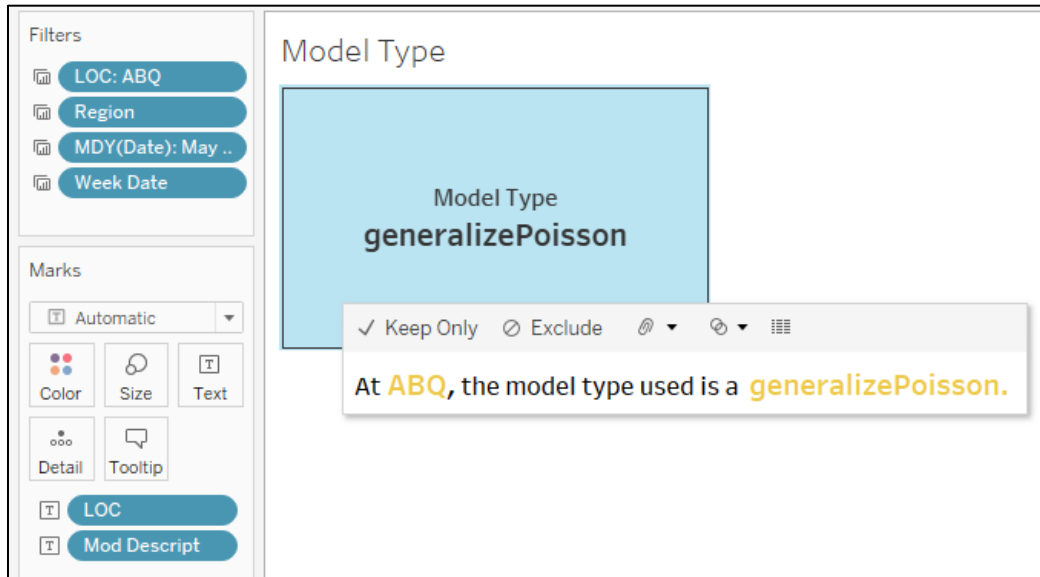 Filters
LOC: ABQ
Region
MDY(Date): May ..
Week Date
Marks
Automatic
Color Size Text
Detail Tooltip
LOC
Mod Descript
Model Type
Model Type
generalizePoisson
Keep Only Exclude
At ABQ, the model type used is a generalizePoisson.